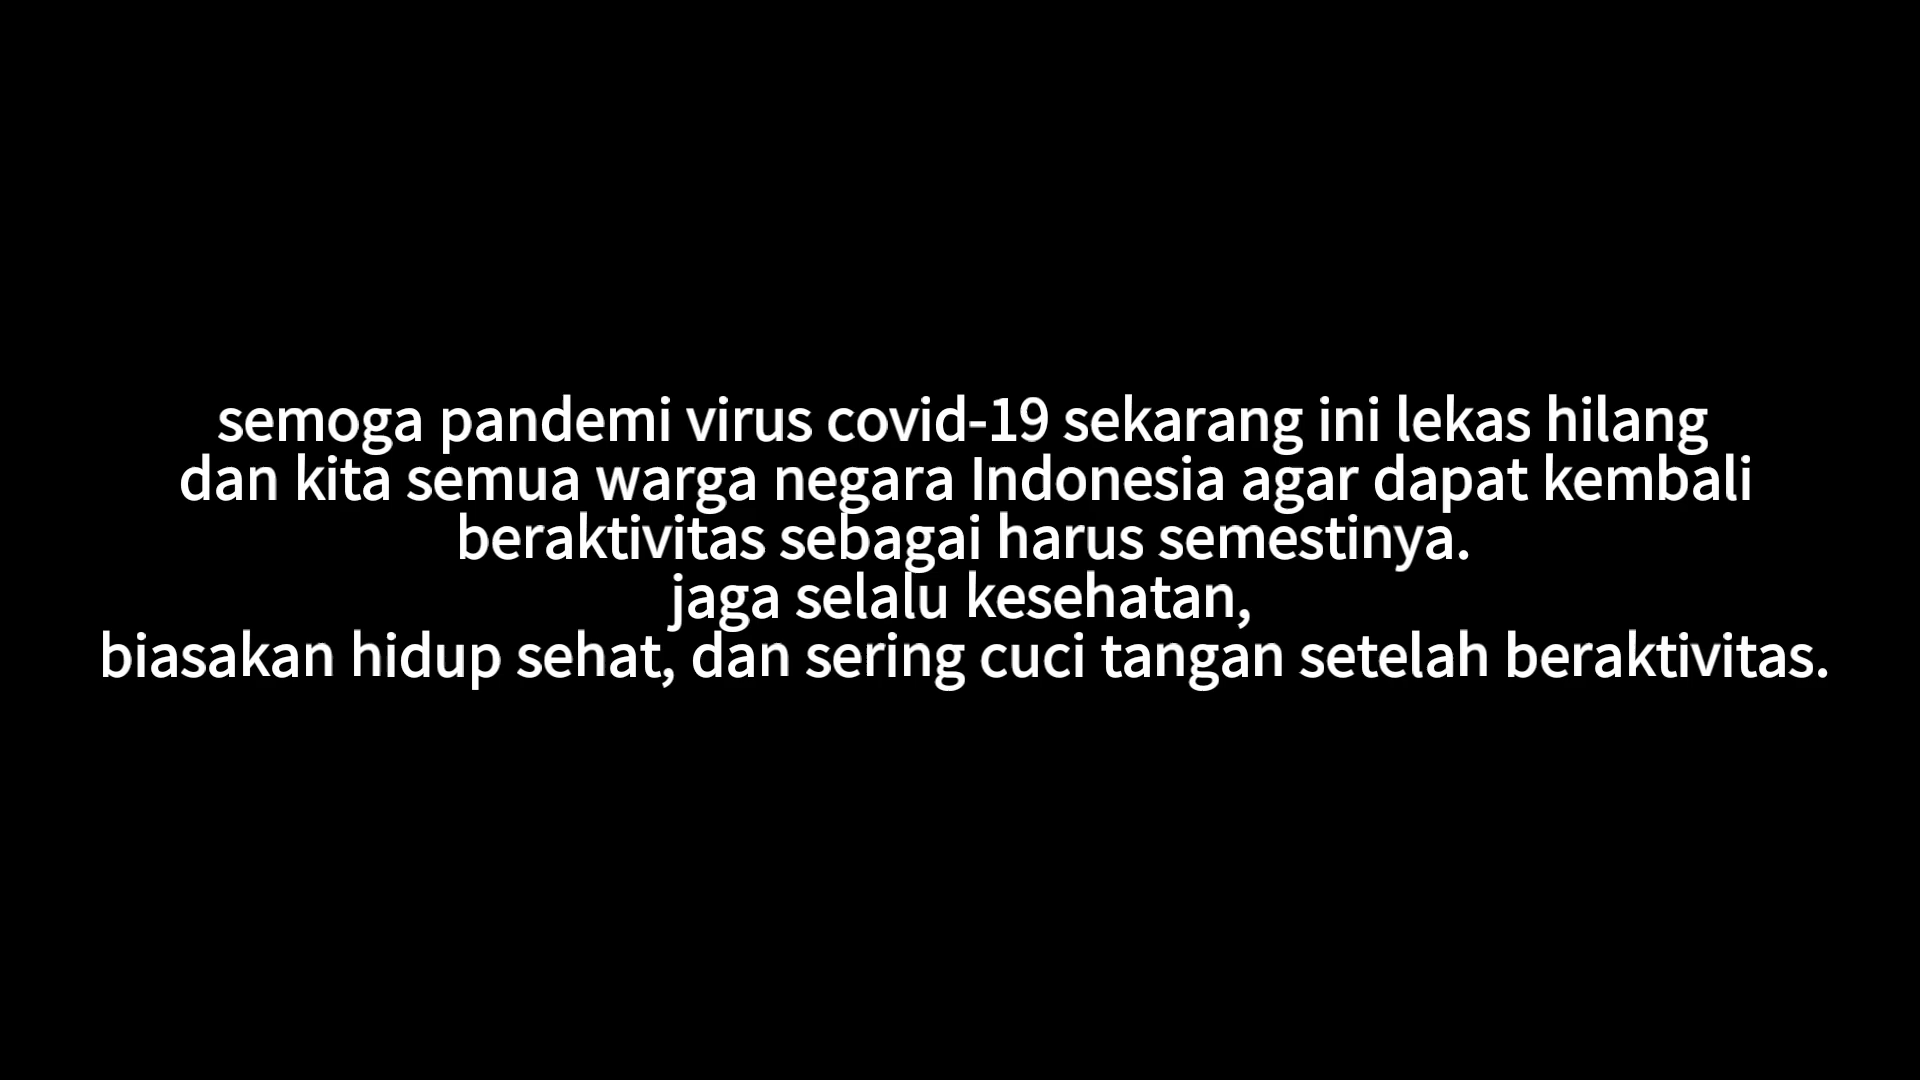 semoga pandemi virus covid-19 sekarang ini lekas hilang
dan kita semua warga negara Indonesia agar dapat kembali
beraktivitas sebagai harus semestinya.
jaga selalu kesehatan,
biasakan hidup sehat, dan sering cuci tangan setelah beraktivitas.